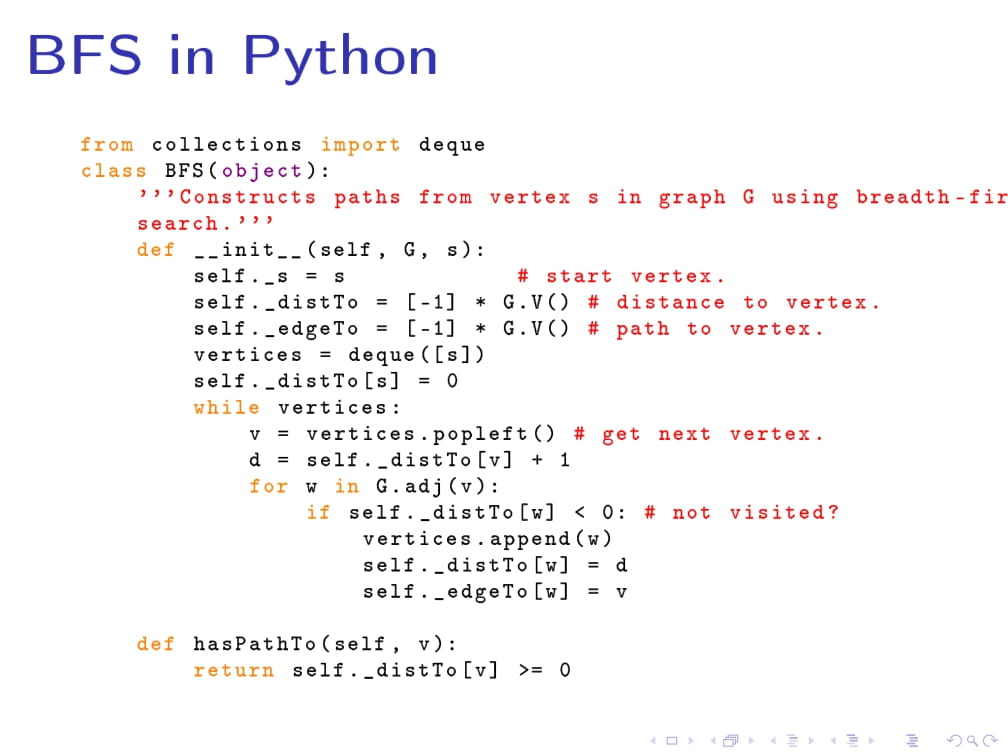 BFS in Python
from collections import deque
class BFS(object):
    '''Constructs paths from vertex s in graph G using
    search.'''
    def __init__(self, G, s):
        self._s = s             # start vertex.
        self._distTo = [-1] * G.V() # distance to vertex.
        self._edgeTo = [-1] * G.V() # path to vertex.
        vertices = deque([s])
        self._distTo[s] = 0
        while vertices:
            v = vertices.popleft() # get next vertex.
            d = self._distTo[v] + 1
            for w in G.adj(v):
                if self._distTo[w] < 0: # not visited?
                    vertices.append(w)
                    self._distTo[w] = d
                    self._edgeTo[w] = v
    def hasPathTo(self, v):
        return self._distTo[v] >= 0